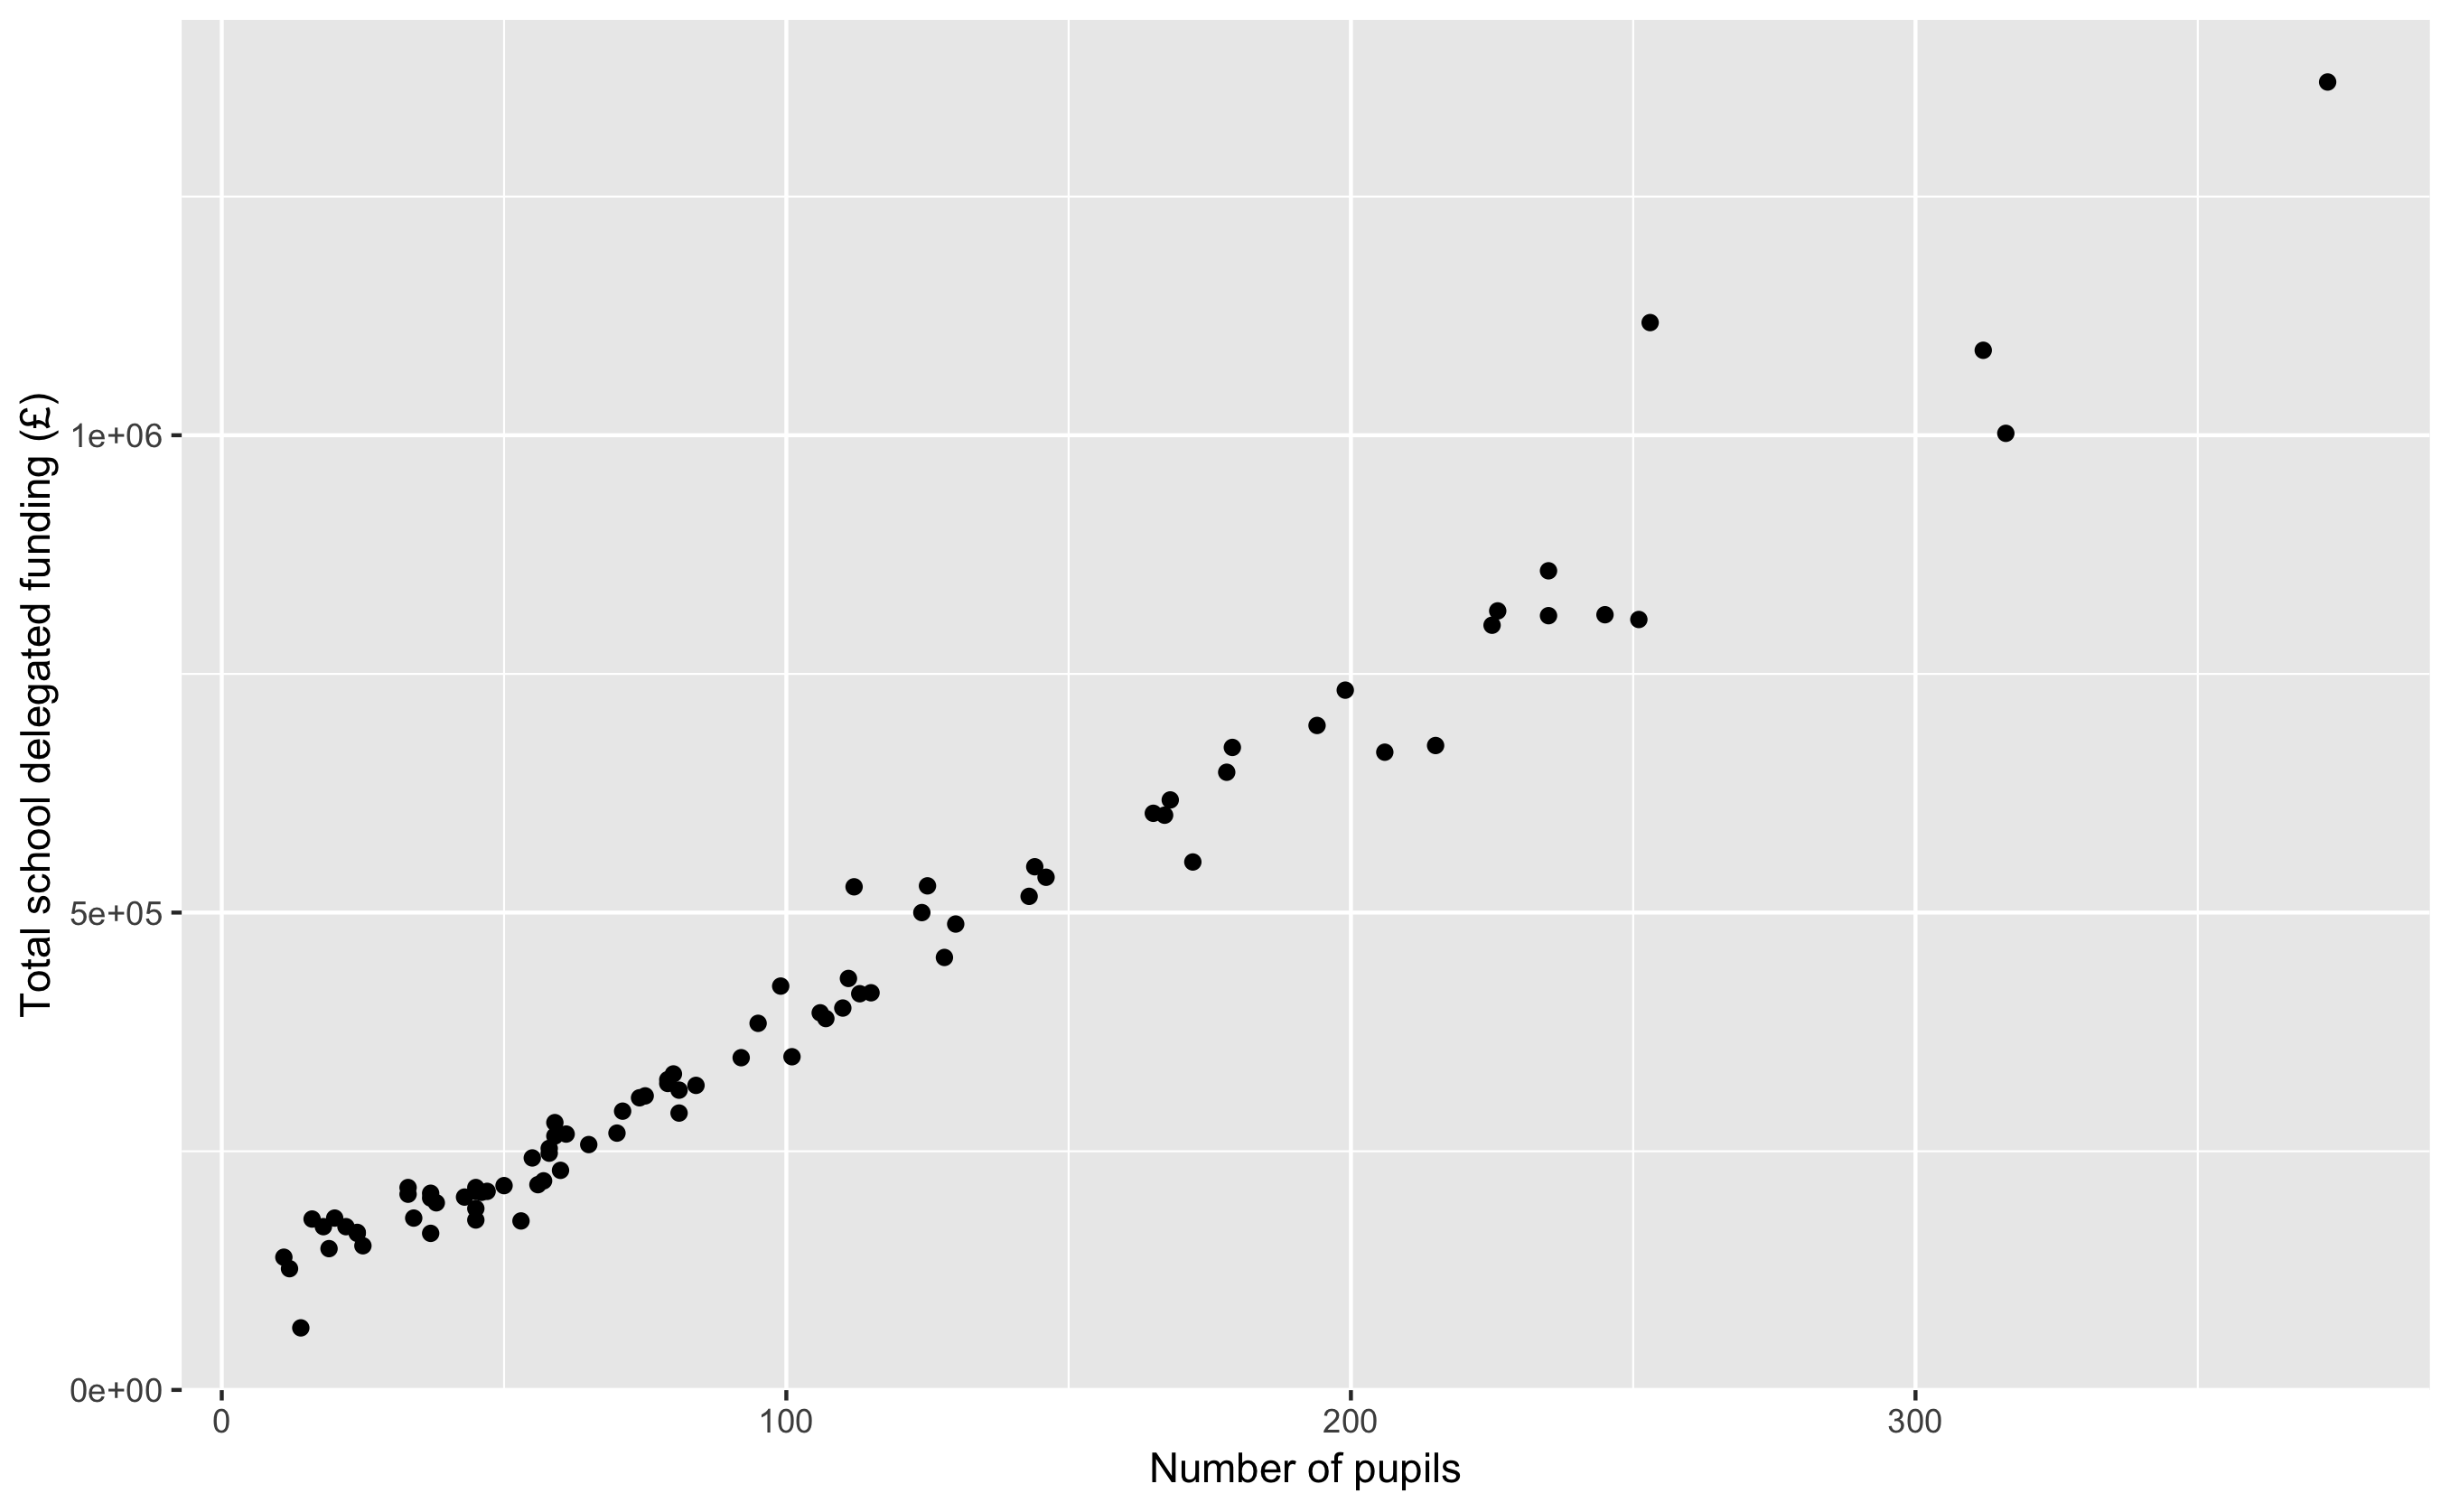 Total school delegated funding (£)
1e+06
5e+05
0e+00
0
100
200
300
Number of pupils